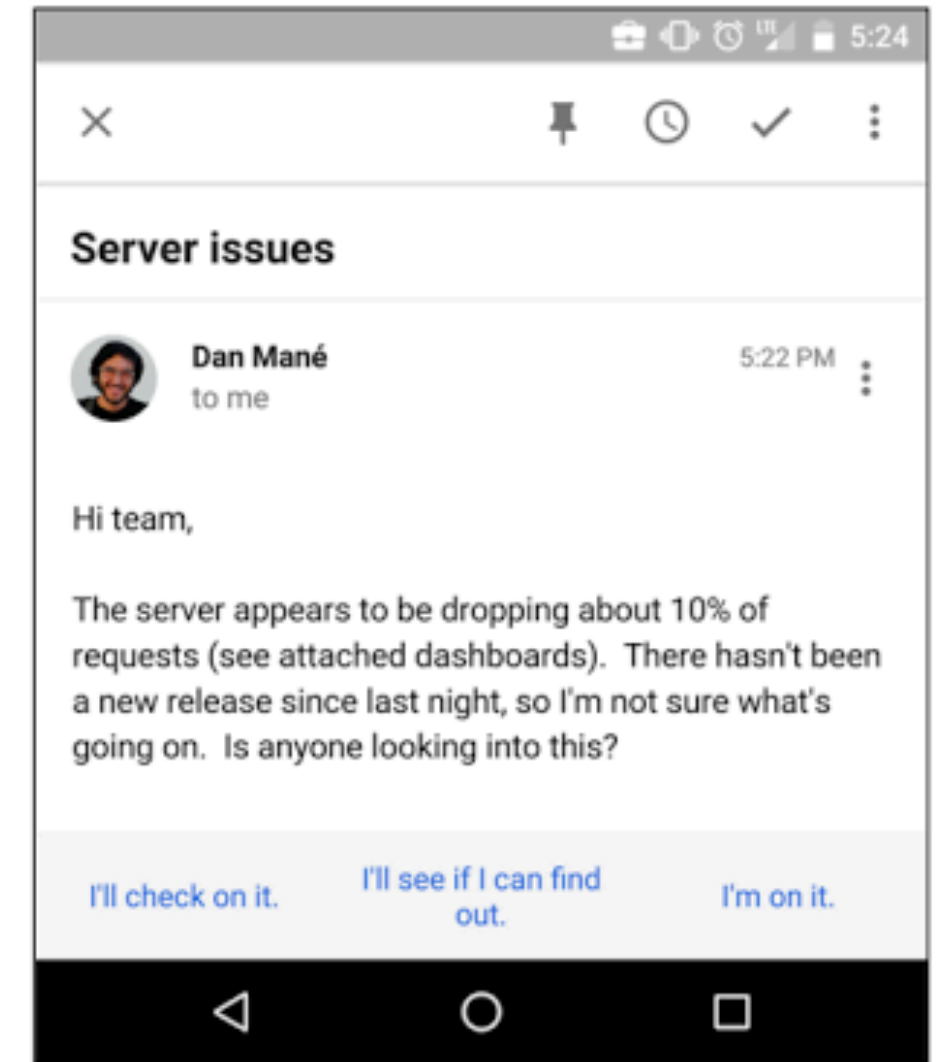 LTE 5:24
Server issues
Dan Mané 5:22 PM
to me
Hi team,
The server appears to be dropping about 10% of
requests (see attached dashboards).  There hasn't been
a new release since last night, so I'm not sure what's
going on.  Is anyone looking into this?
I'll check on it.
I'll see if I can find
out.
I'm on it.